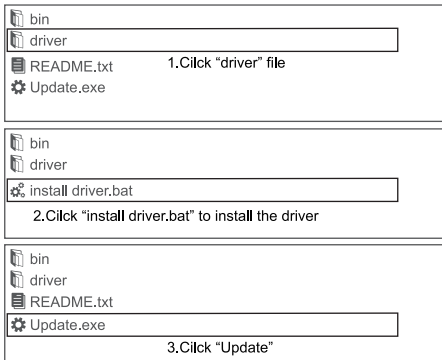 bin
driver
1.Cilck “driver” file
README.txt
Update.exe
bin
driver
install driver.bat
2.Cilck “install driver.bat” to install the driver
bin
driver
README.txt
Update.exe
3.Cilck “Update”